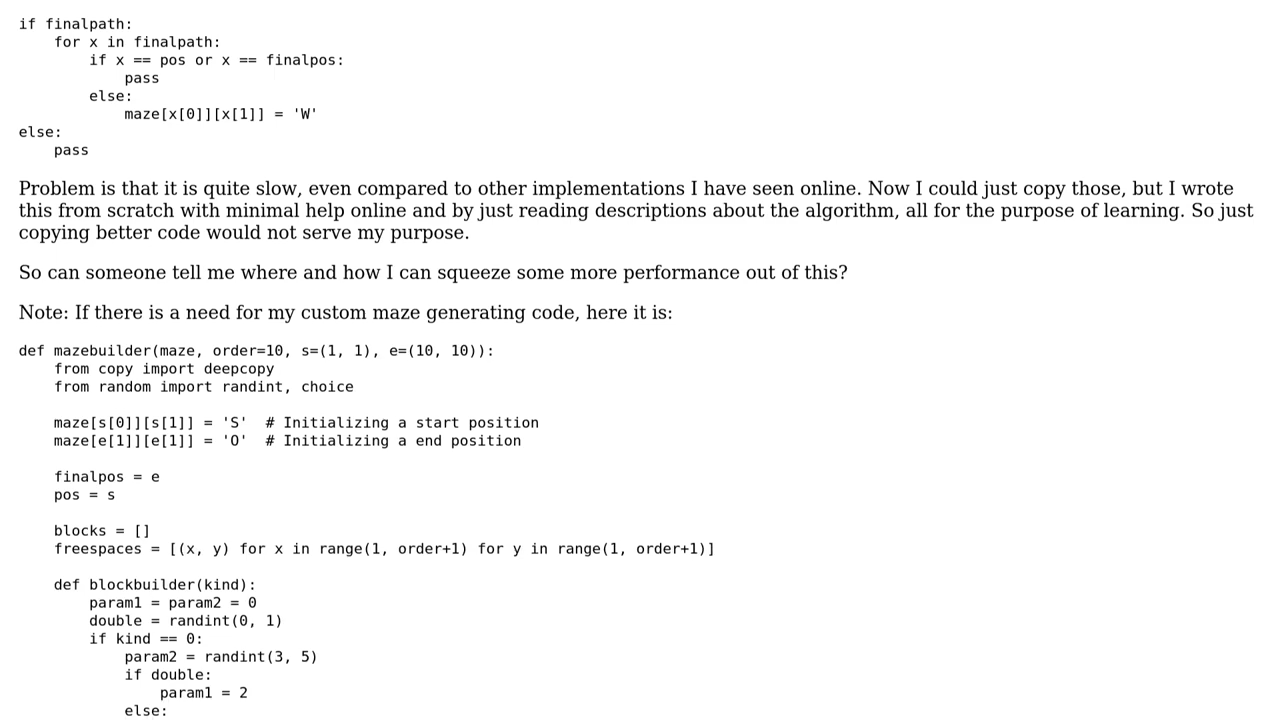 if finalpath:
    for x in finalpath:
        if x == pos or x == finalpos:
            pass
        else:
            maze[x[0]][x[1]] = 'W'
else:
    pass
Problem is that it is quite slow, even compared to other implementations I have seen online. Now I could just copy those, but I wrote
this from scratch with minimal help online and by just reading descriptions about the algorithm, all for the purpose of learning. So just
copying better code would not serve my purpose.
So can someone tell me where and how I can squeeze some more performance out of this?
Note: If there is a need for my custom maze generating code, here it is:
def mazebuilder(maze, order=10, s=(1, 1), e=(10, 10)):
    from copy import deepcopy
    from random import randint, choice
    maze[s[0]][s[1]] = 'S'  # Initializing a start position
    maze[e[1]][e[1]] = 'O'  # Initializing a end position
    finalpos = e
    pos = s
    blocks = []
    freespaces = [(x, y) for x in range(1, order+1) for y in range(1, order+1)]
    def blockbuilder(kind):
        param1 = param2 = 0
        double = randint(0, 1)
        if kind == 0:
            param2 = randint(3, 5)
            if double:
                param1 = 2
            else: